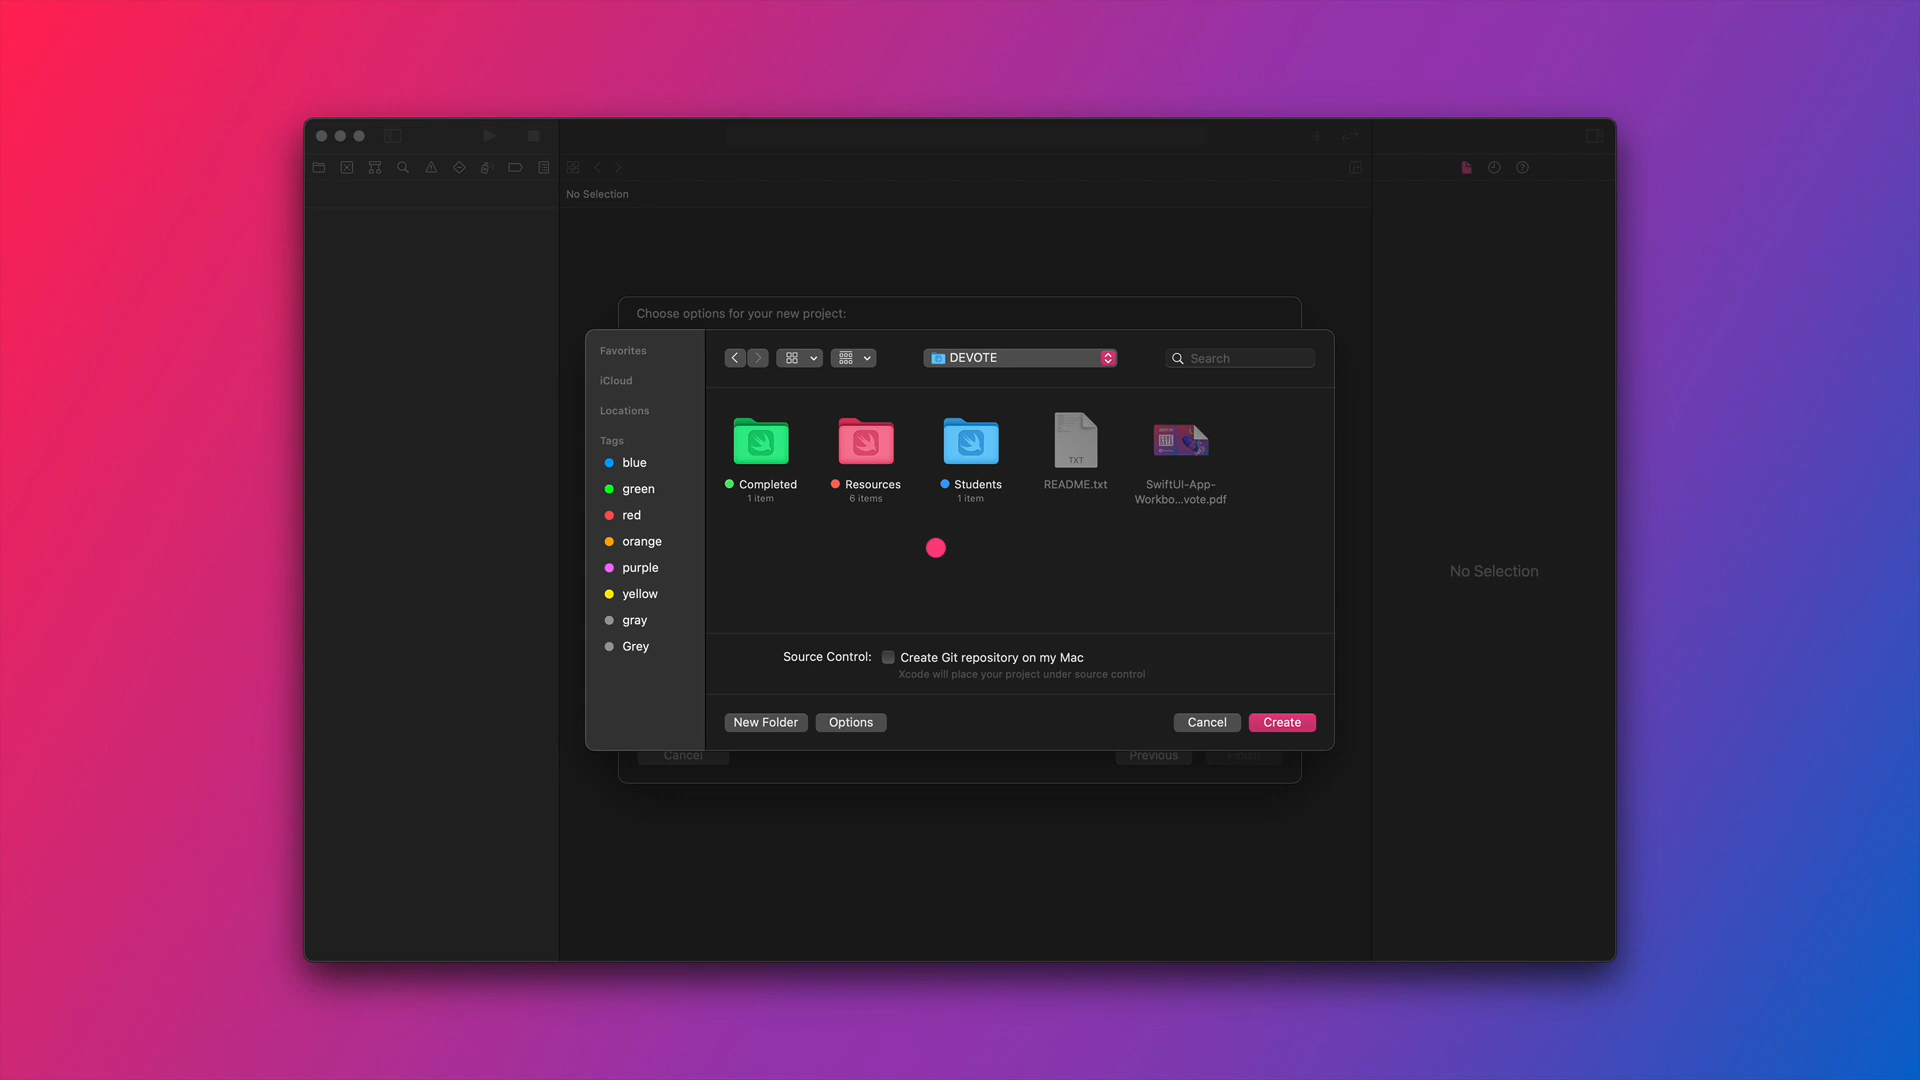 No Selection
Choose options for your new project:
Favorites
iCloud
Locations
Tags
blue
green
red
orange
purple
yellow
gray
Grey
DEVOTE
Search
Completed
1 item
Resources
6 items
Students
1 item
TXT
README.txt
SwiftUI-App-
Workbo...vote.pdf
Source Control:
Create Git repository on my Mac
Xcode will place your project under source control
New Folder
Options
Cancel
Create
Cancel
Previous
Finish
No Selection